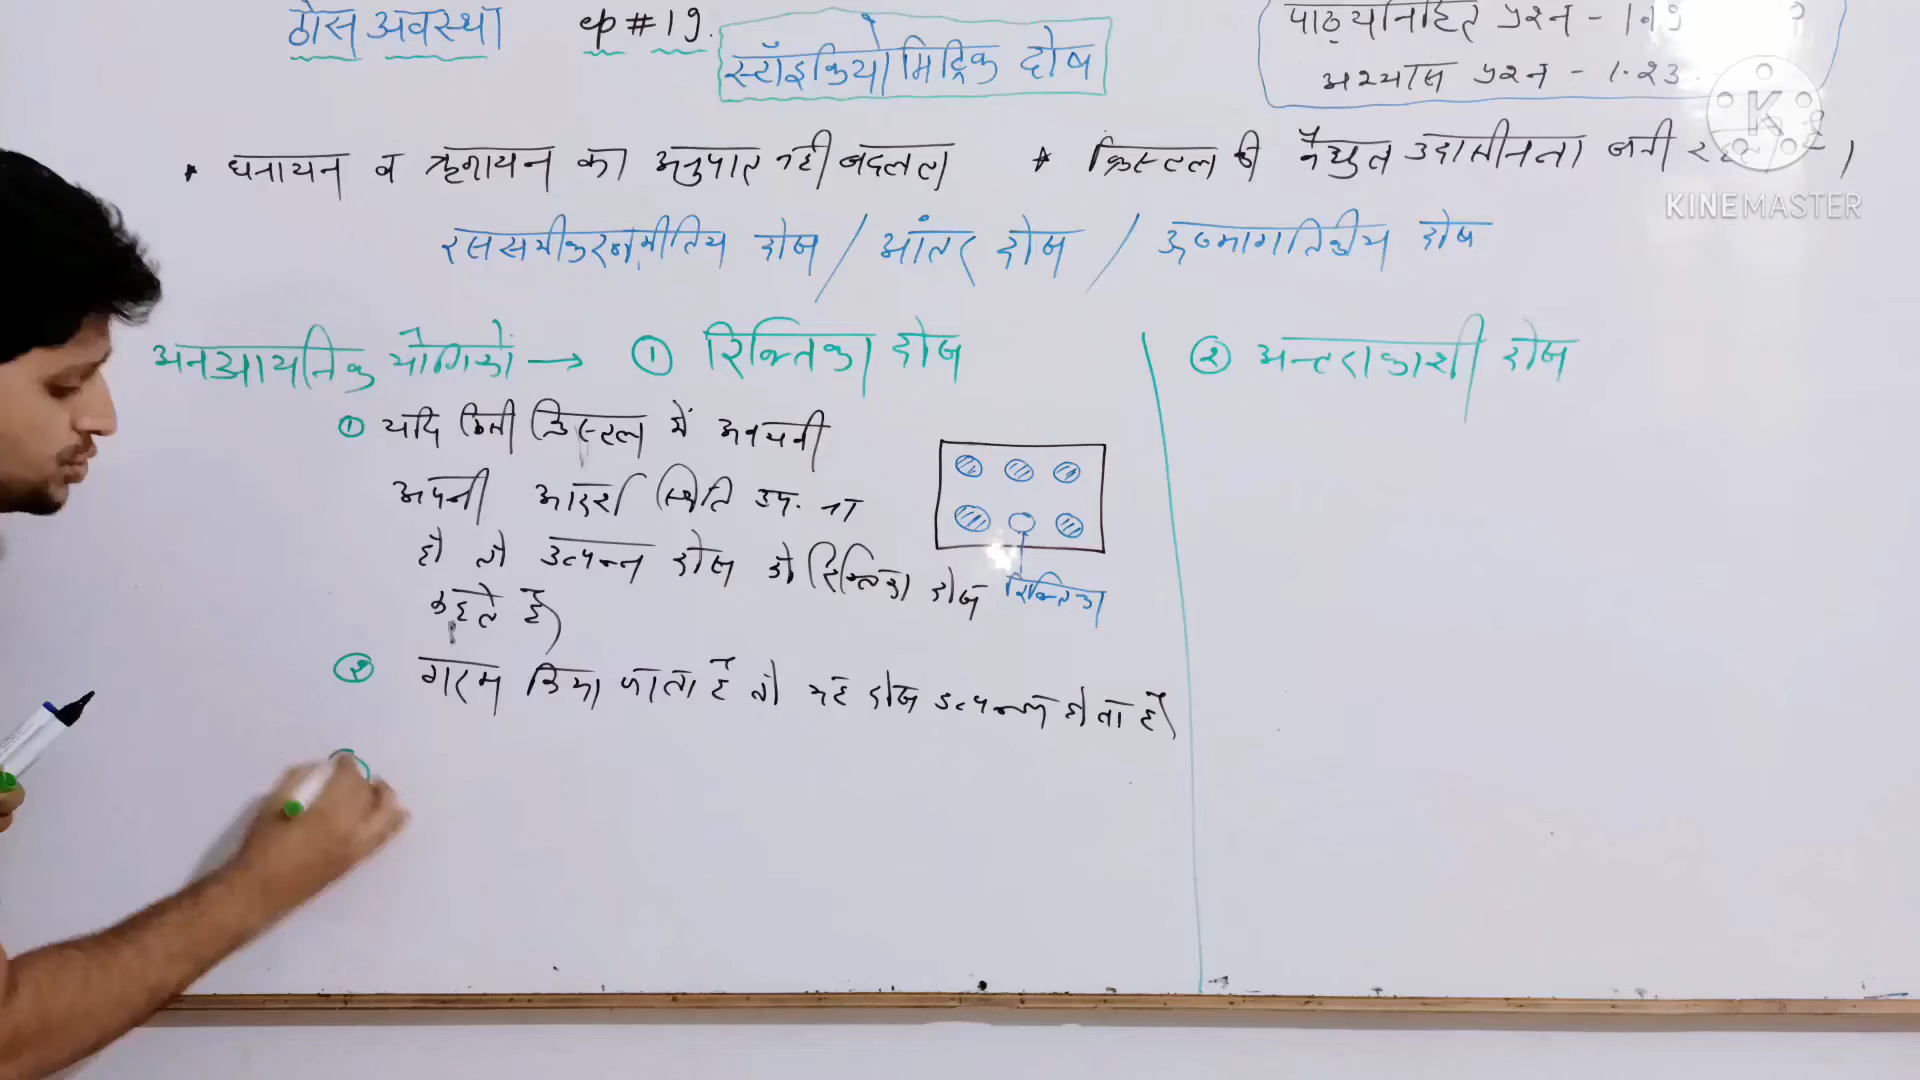 ठोस अवस्था ep # 19.
स्टॉइकियोमिट्रिक दोष
पाठ्यनिहित प्रश्न - 1.19
अभ्यास प्रश्न - 1.23
KINEMASTER
• धनायन व ऋणायन का अनुपात नही बदलता * क्रिस्टल की वैद्युत उदासीनता बनी
रससमीकरणमीतिय दोष / आंतर दोष / ऊष्मागतिकीय दोष
अनआयनिक यौगिको → ① रिक्तिका दोष
② अन्तराकाशी दोष
① यदि किसी क्रिस्टल में अवयवी
अपनी आदर्श स्थिति उप. ना
हो तो उत्पन्न दोष को रिक्तिका दोष
कहते है
रिक्तिका
② गरम किया जाता है तो यह दोष उत्पन्न होता है